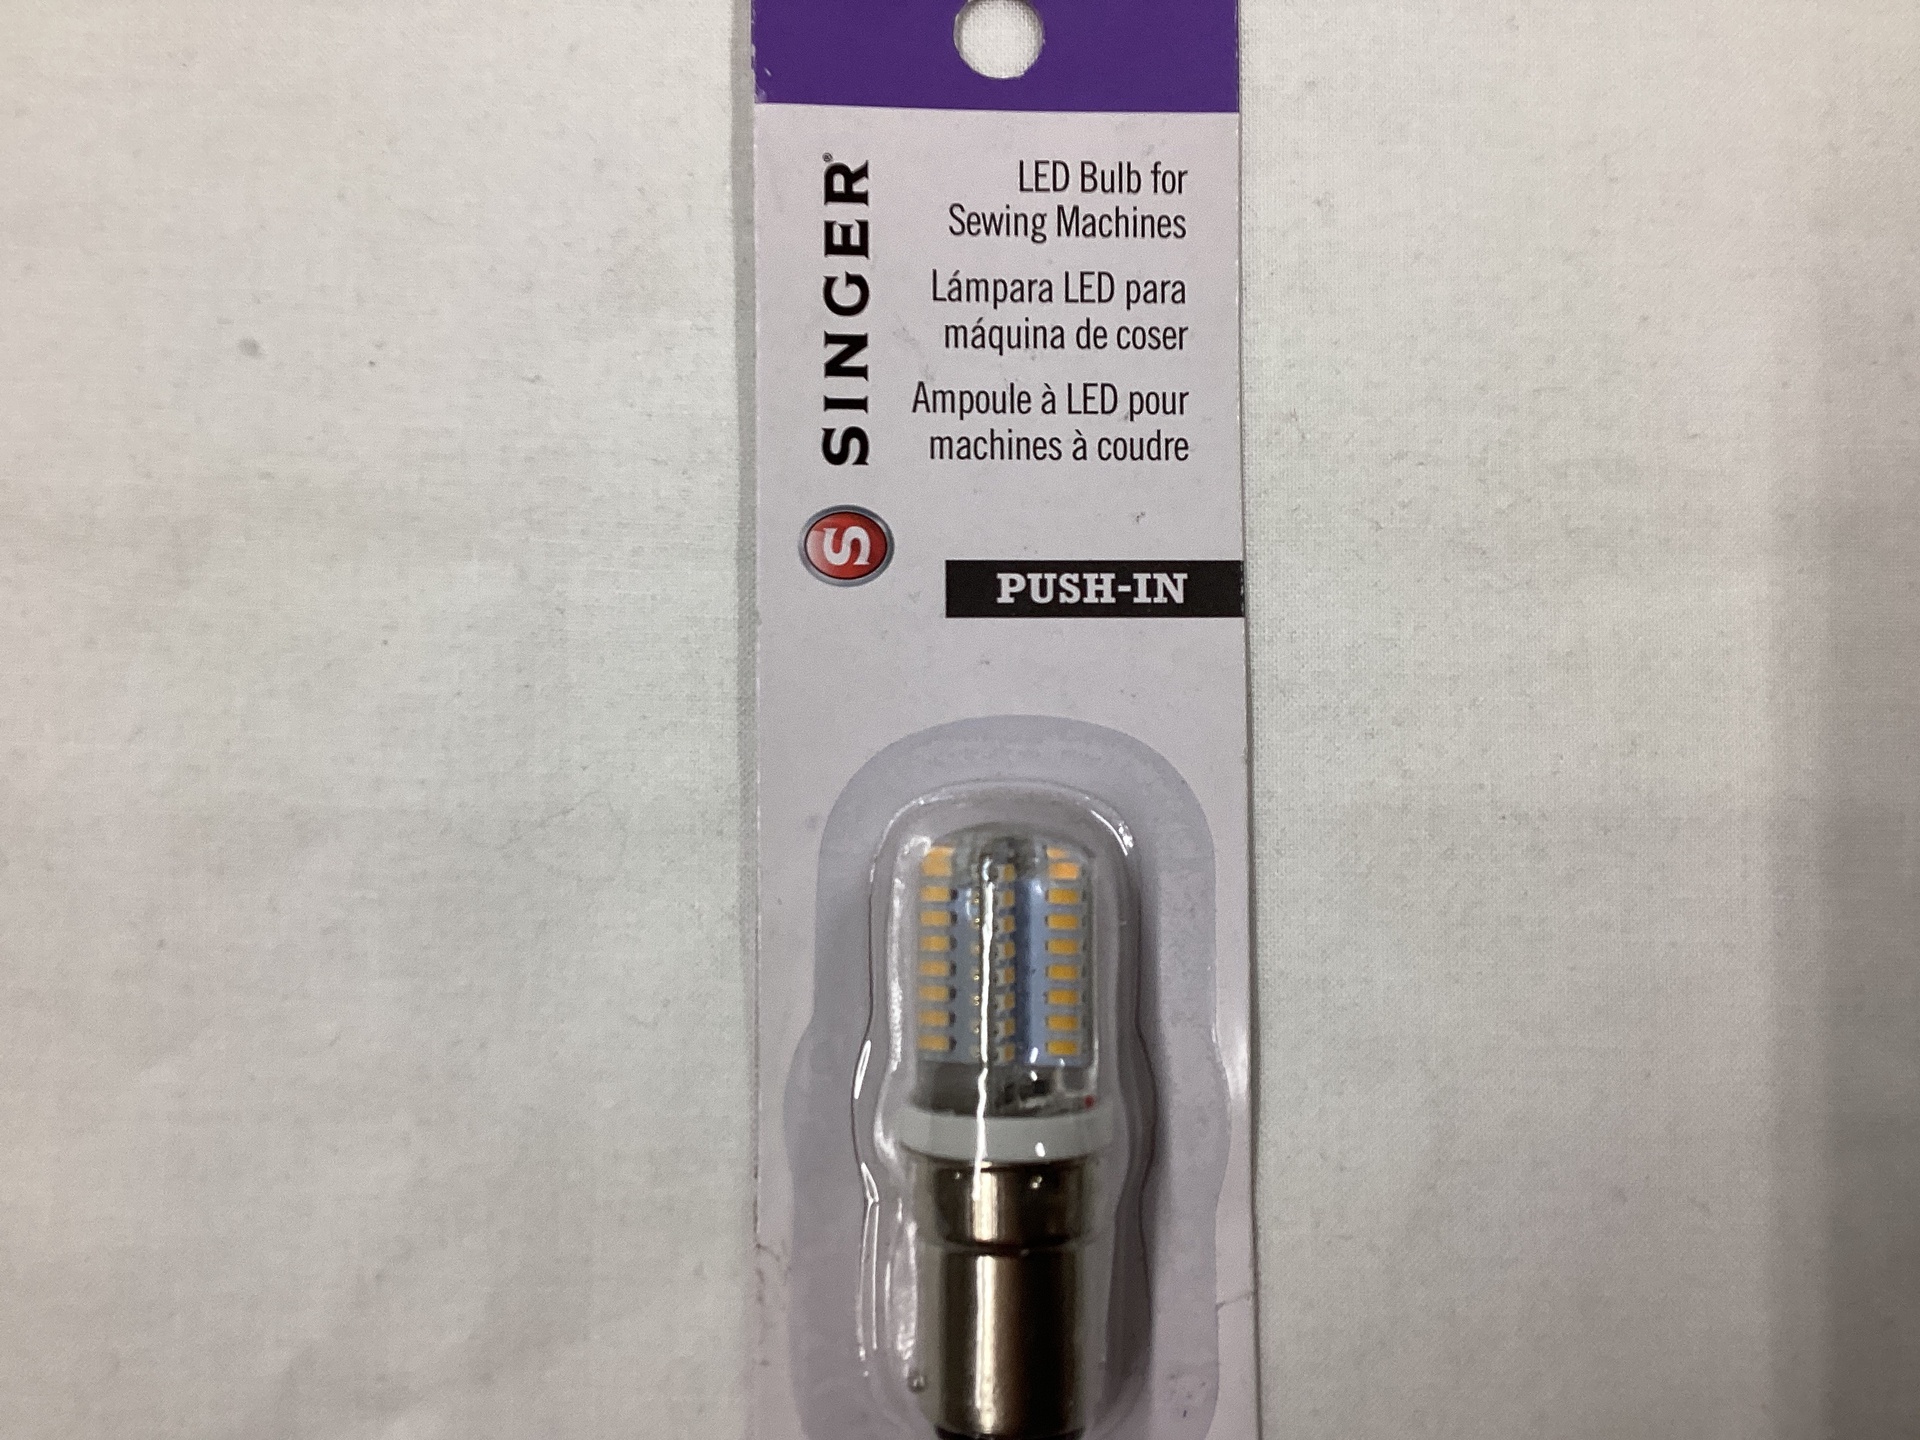 SINGER®
LED Bulb for
Sewing Machines
Lámpara LED para
máquina de coser
Ampoule à LED pour
machines à coudre
S
PUSH-IN